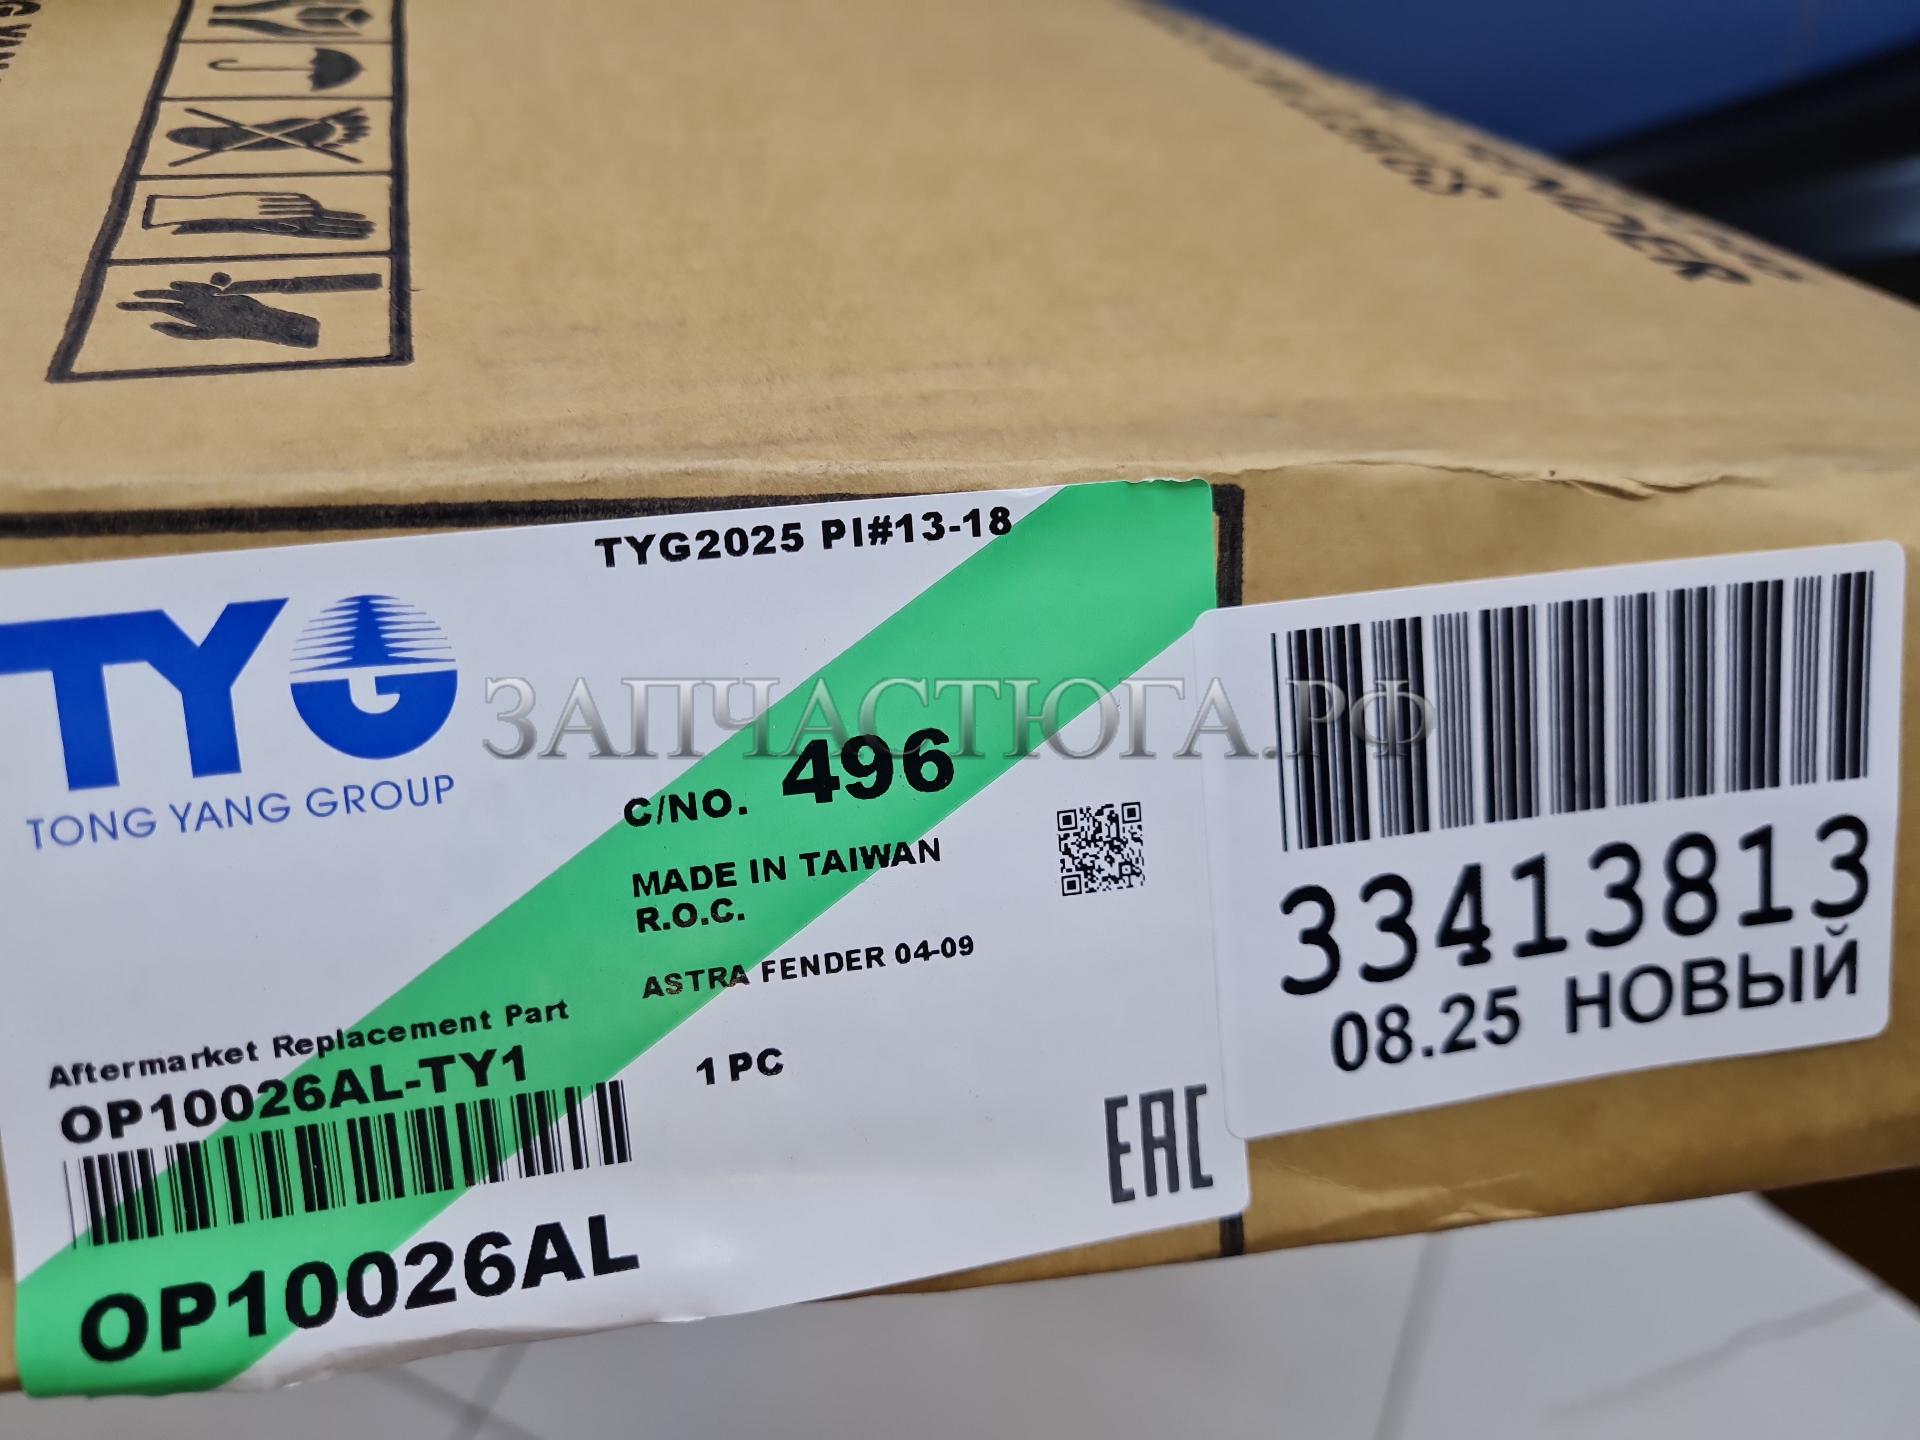 TYG2025 PI#13-18
TYG
TONG YANG GROUP
ЗАПЧАСТЮГА.РФ
C/NO. 496
MADE IN TAIWAN
R.O.C.
ASTRA FENDER 04-09
Aftermarket Replacement Part
OP10026AL-TY1
1 PC
OP10026AL
EAC
33413813
08.25 НОВЫЙ